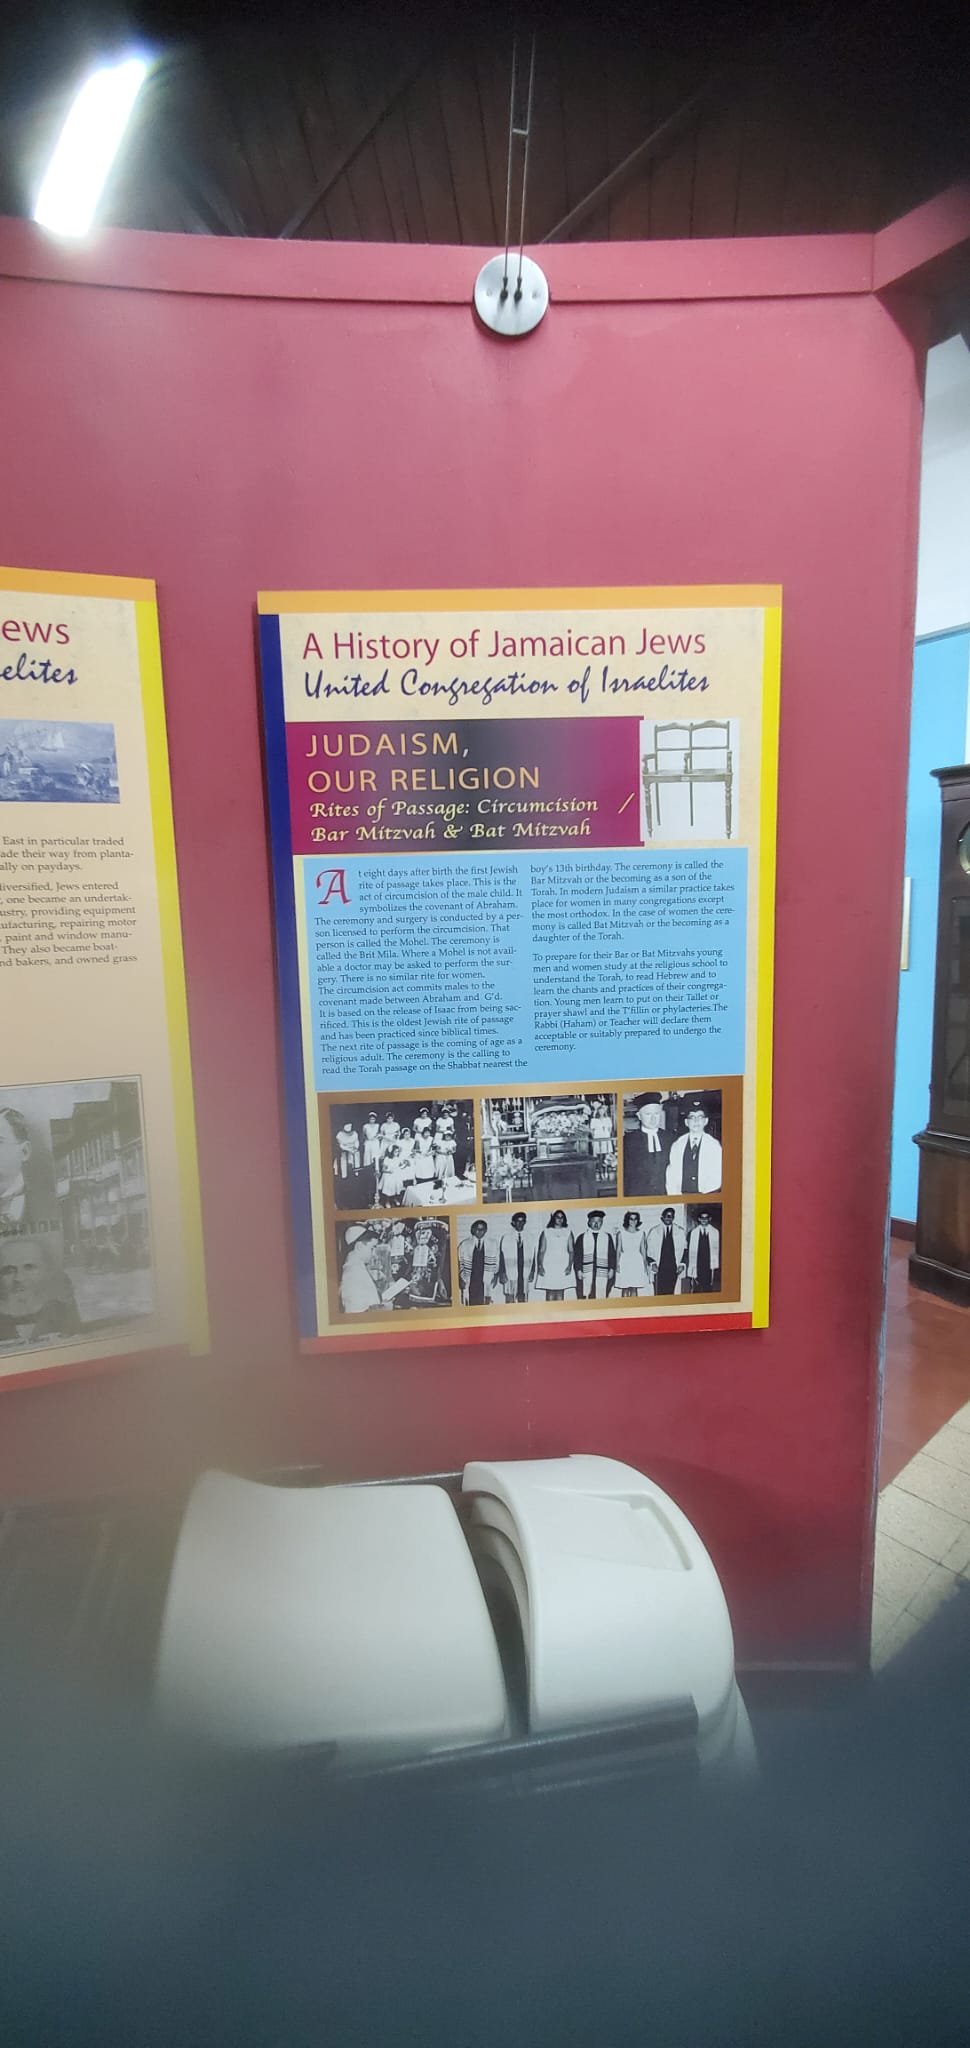 ews
elites
East in particular traded
ade their way from planta-
ally on paydays.
diversified, Jews entered
, one became an undertak-
ustry, providing equipment
ufacturing, repairing motor
, paint and window manu-
They also became boat-
nd bakers, and owned grass
A History of Jamaican Jews
United Congregation of Israelites
JUDAISM,
OUR RELIGION
Rites of Passage: Circumcision /
Bar Mitzvah & Bat Mitzvah
At eight days after birth the first Jewish
rite of passage takes place. This is the
act of circumcision of the male child. It
symbolizes the covenant of Abraham.
The ceremony and surgery is conducted by a per-
son licensed to perform the circumcision. That
person is called the Mohel. The ceremony is
called the Brit Mila. Where a Mohel is not avail-
able a doctor may be asked to perform the sur-
gery. There is no similar rite for women.
The circumcision act commits males to the
covenant made between Abraham and G'd.
It is based on the release of Isaac from being sac-
rificed. This is the oldest Jewish rite of passage
and has been practiced since biblical times.
The next rite of passage is the coming of age as a
religious adult. The ceremony is the calling to
read the Torah passage on the Shabbat nearest the
boy's 13th birthday. The ceremony is called the
Bar Mitzvah or the becoming as a son of the
Torah. In modern Judaism a similar practice takes
place for women in many congregations except
the most orthodox. In the case of women the cere-
mony is called Bat Mitzvah or the becoming as a
daughter of the Torah.
To prepare for their Bar or Bat Mitzvahs young
men and women study at the religious school to
understand the Torah, to read Hebrew and to
learn the chants and practices of their congrega-
tion. Young men learn to put on their Tallet or
prayer shawl and the T'fillin or phylacteries.The
Rabbi (Haham) or Teacher will declare them
acceptable or suitably prepared to undergo the
ceremony.